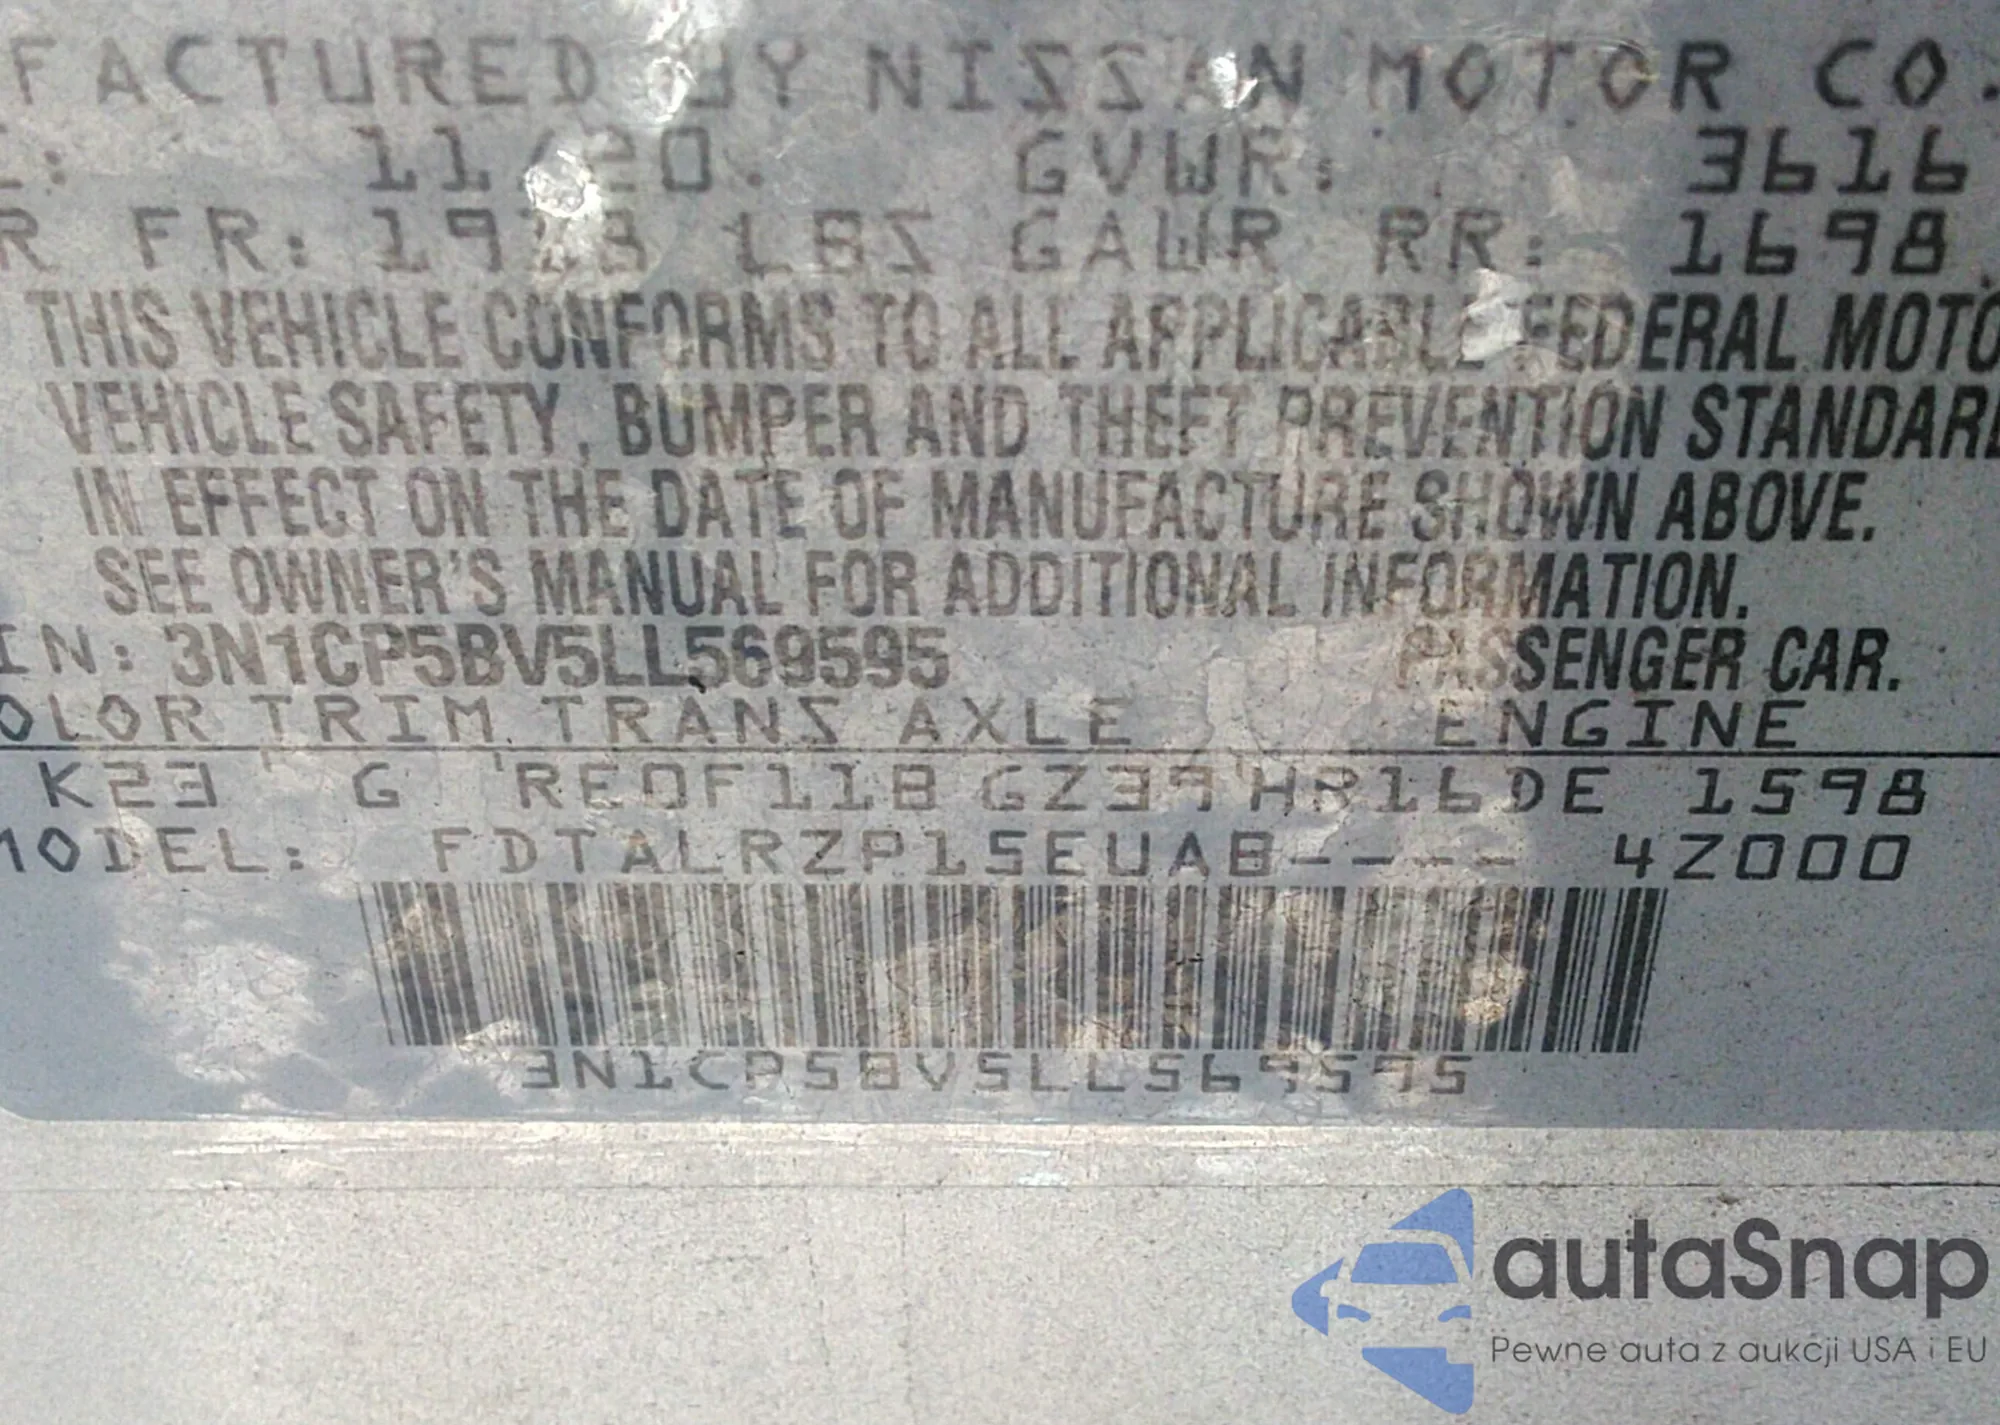 FACTURED BY NISSAN MOTOR CO.
: 11/20 GVWR: 3616
R FR: 1978 LBS GAWR RR: 1698
THIS VEHICLE CONFORMS TO ALL APPLICABLE FEDERAL MOTO
VEHICLE SAFETY, BUMPER AND THEFT PREVENTION STANDARD
IN EFFECT ON THE DATE OF MANUFACTURE SHOWN ABOVE.
SEE OWNER'S MANUAL FOR ADDITIONAL INFORMATION.
IN: 3N1CP5BV5LL569595 PASSENGER CAR.
OLOR TRIM TRANS AXLE ENGINE
K23 G RE0F11B GZ39 HR16DE 1598
MODEL: FDTALRZP15EUAB---- 4Z000
3N1CP5BV5LL569595
autaSnap
Pewne auta z aukcji USA i EU